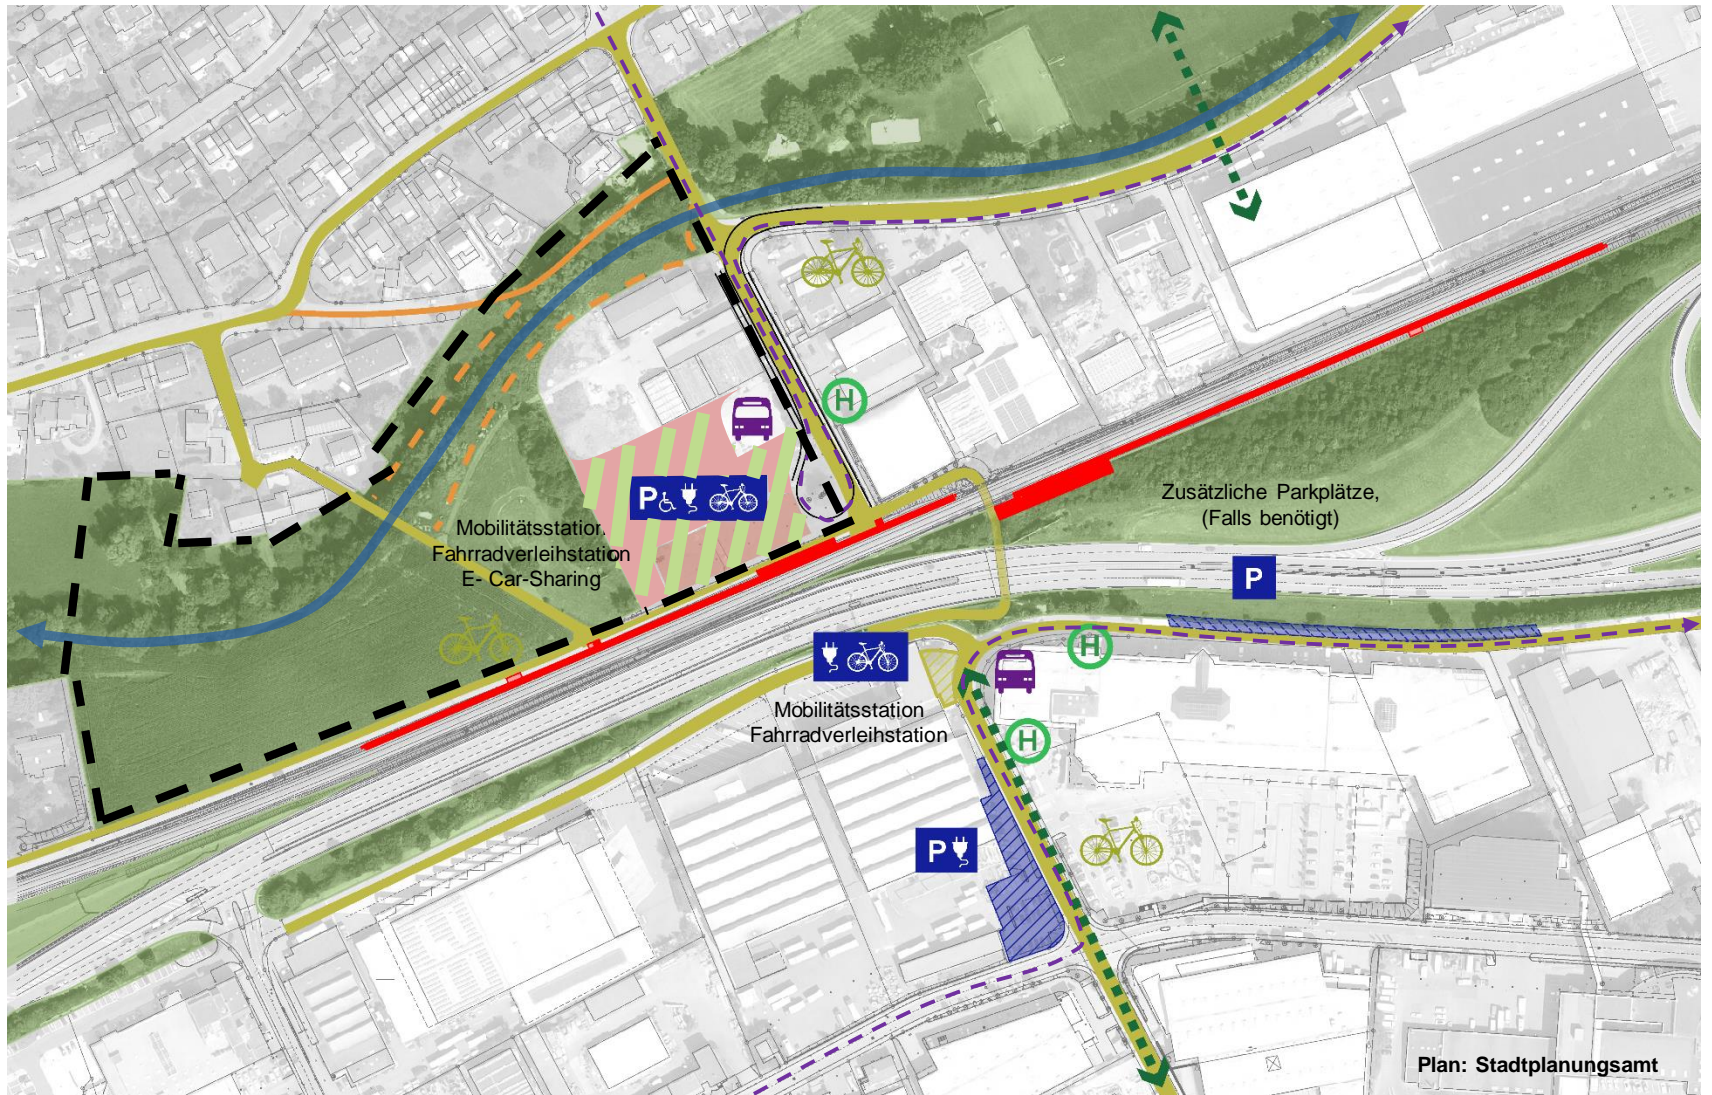 H
P
Zusätzliche Parkplätze,
(Falls benötigt)
Mobilitätsstation
Fahrradverleihstation
E- Car-Sharing
P
H
Mobilitätsstation
Fahrradverleihstation
H
P
Plan: Stadtplanungsamt